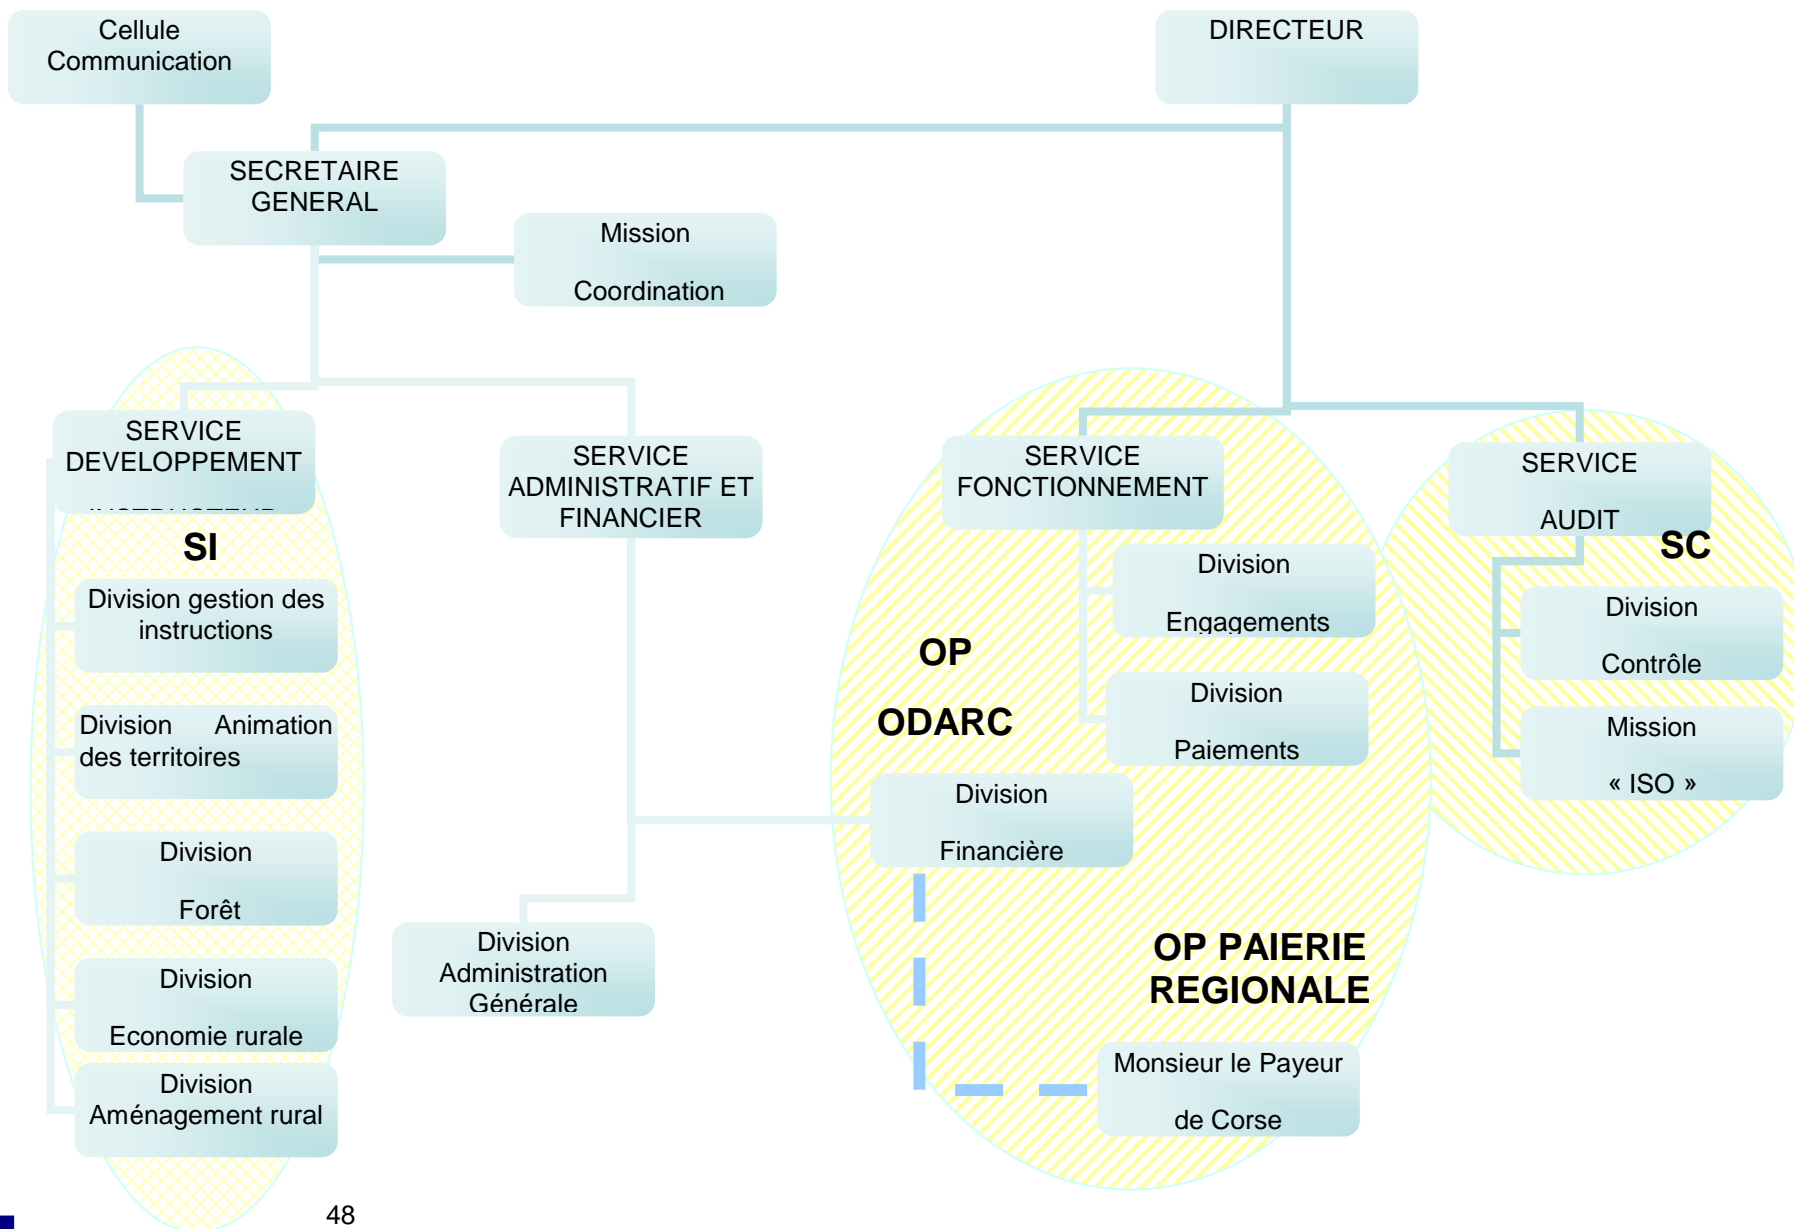 Cellule
Communication
DIRECTEUR
SECRETAIRE
GENERAL
Mission
Coordination
SERVICE
DEVELOPPEMENT
SI
Division gestion des
instructions
Division Animation
des territoires
Division
Forêt
Division
Economie rurale
Division
Aménagement rural
SERVICE
ADMINISTRATIF ET
FINANCIER
Division
Administration
Générale
SERVICE
FONCTIONNEMENT
Division
Engagements
Division
Paiements
OP
ODARC
Division
Financière
OP PAIERIE
REGIONALE
Monsieur le Payeur
de Corse
SERVICE
AUDIT
SC
Division
Contrôle
Mission
« ISO »
48